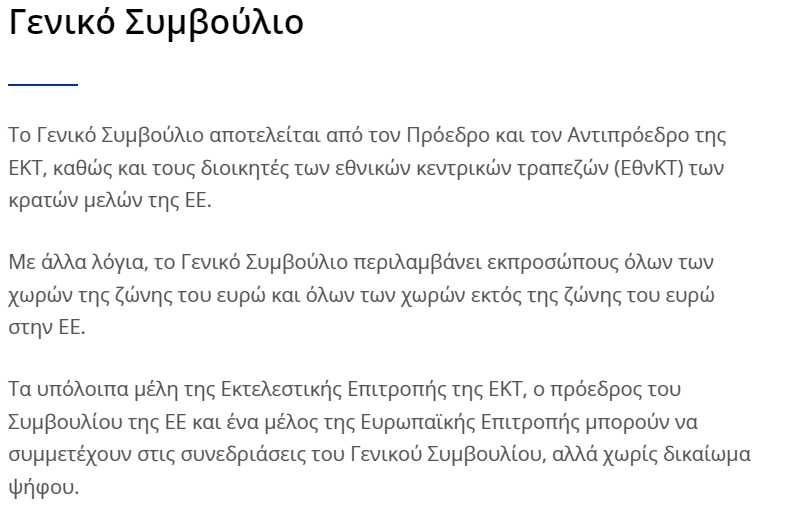 Γενικό Συμβούλιο
Το Γενικό Συμβούλιο αποτελείται από τον Πρόεδρο και τον Αντιπρόεδρο της
ΕΚΤ, καθώς και τους διοικητές των εθνικών κεντρικών τραπεζών (ΕθνΚΤ) των
κρατών μελών της ΕΕ.
Με άλλα λόγια, το Γενικό Συμβούλιο περιλαμβάνει εκπροσώπους όλων των
χωρών της ζώνης του ευρώ και όλων των χωρών εκτός της ζώνης του ευρώ
στην ΕΕ.
Τα υπόλοιπα μέλη της Εκτελεστικής Επιτροπής της ΕΚΤ, ο πρόεδρος του
Συμβουλίου της ΕΕ και ένα μέλος της Ευρωπαϊκής Επιτροπής μπορούν να
συμμετέχουν στις συνεδριάσεις του Γενικού Συμβουλίου, αλλά χωρίς δικαίωμα
ψήφου.